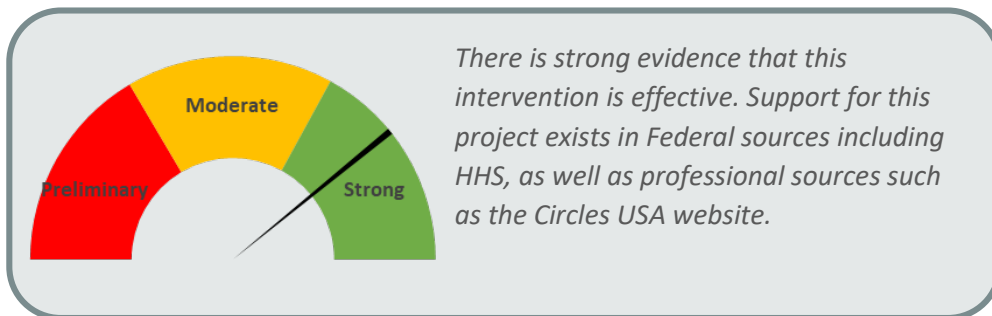 Moderate
Preliminary
Strong
There is strong evidence that this
intervention is effective. Support for this
project exists in Federal sources including
HHS, as well as professional sources such
as the Circles USA website.